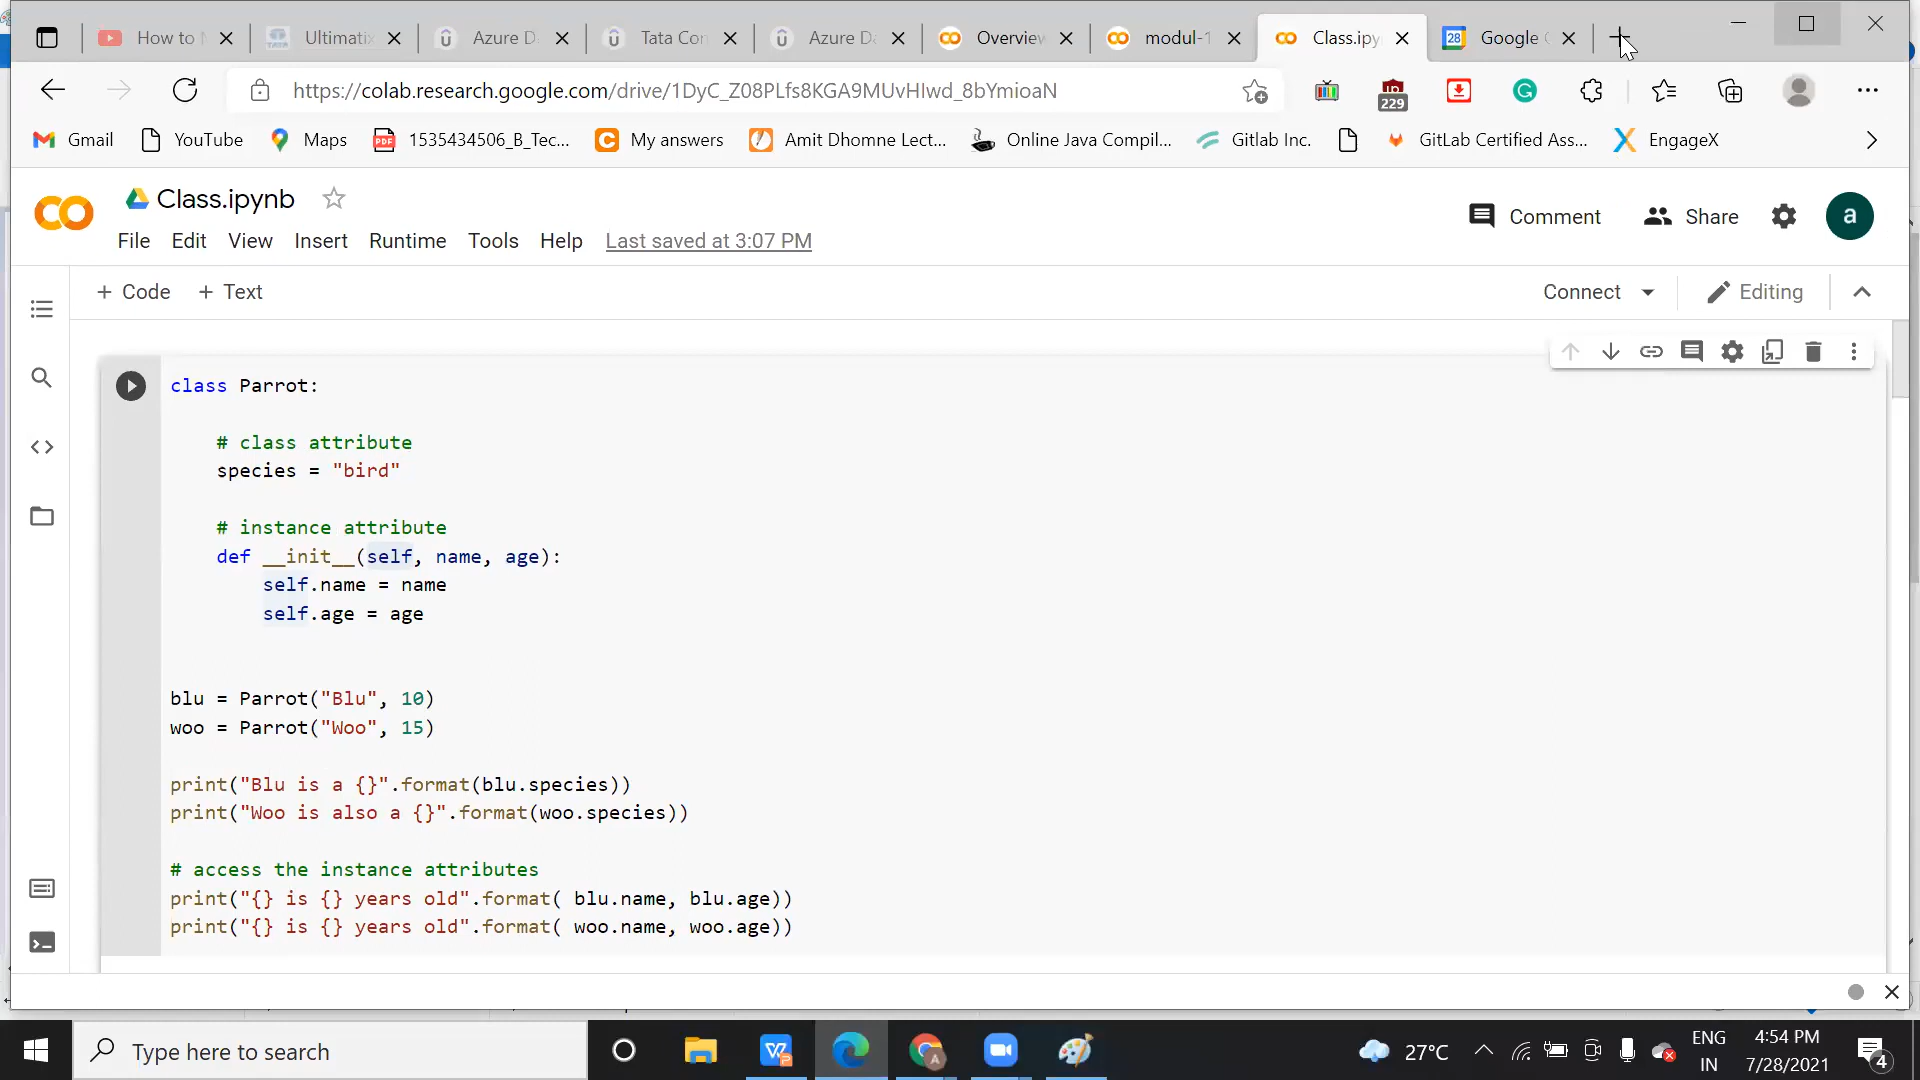 How to
Ultimatix
Azure D
Tata Con
Azure Da
Overview
modul-1
Class.ipy
28
Google
https://colab.research.google.com/drive/1DyC_Z08PLfs8KGA9MUvHIwd_8bYmioaN
229
Gmail
YouTube
Maps
PDF
1535434506_B_Tec...
My answers
Amit Dhomne Lect...
Online Java Compil...
Gitlab Inc.
GitLab Certified Ass...
EngageX
Class.ipynb
Comment
Share
a
File Edit View Insert Runtime Tools Help Last saved at 3:07 PM
+ Code + Text
Connect
Editing
class Parrot:
# class attribute
species = "bird"
# instance attribute
def __init__(self, name, age):
self.name = name
self.age = age
blu = Parrot("Blu", 10)
woo = Parrot("Woo", 15)
print("Blu is a {}".format(blu.species))
print("Woo is also a {}".format(woo.species))
# access the instance attributes
print("{} is {} years old".format( blu.name, blu.age))
print("{} is {} years old".format( woo.name, woo.age))
Type here to search
27°C
ENG
IN
4:54 PM
7/28/2021
4